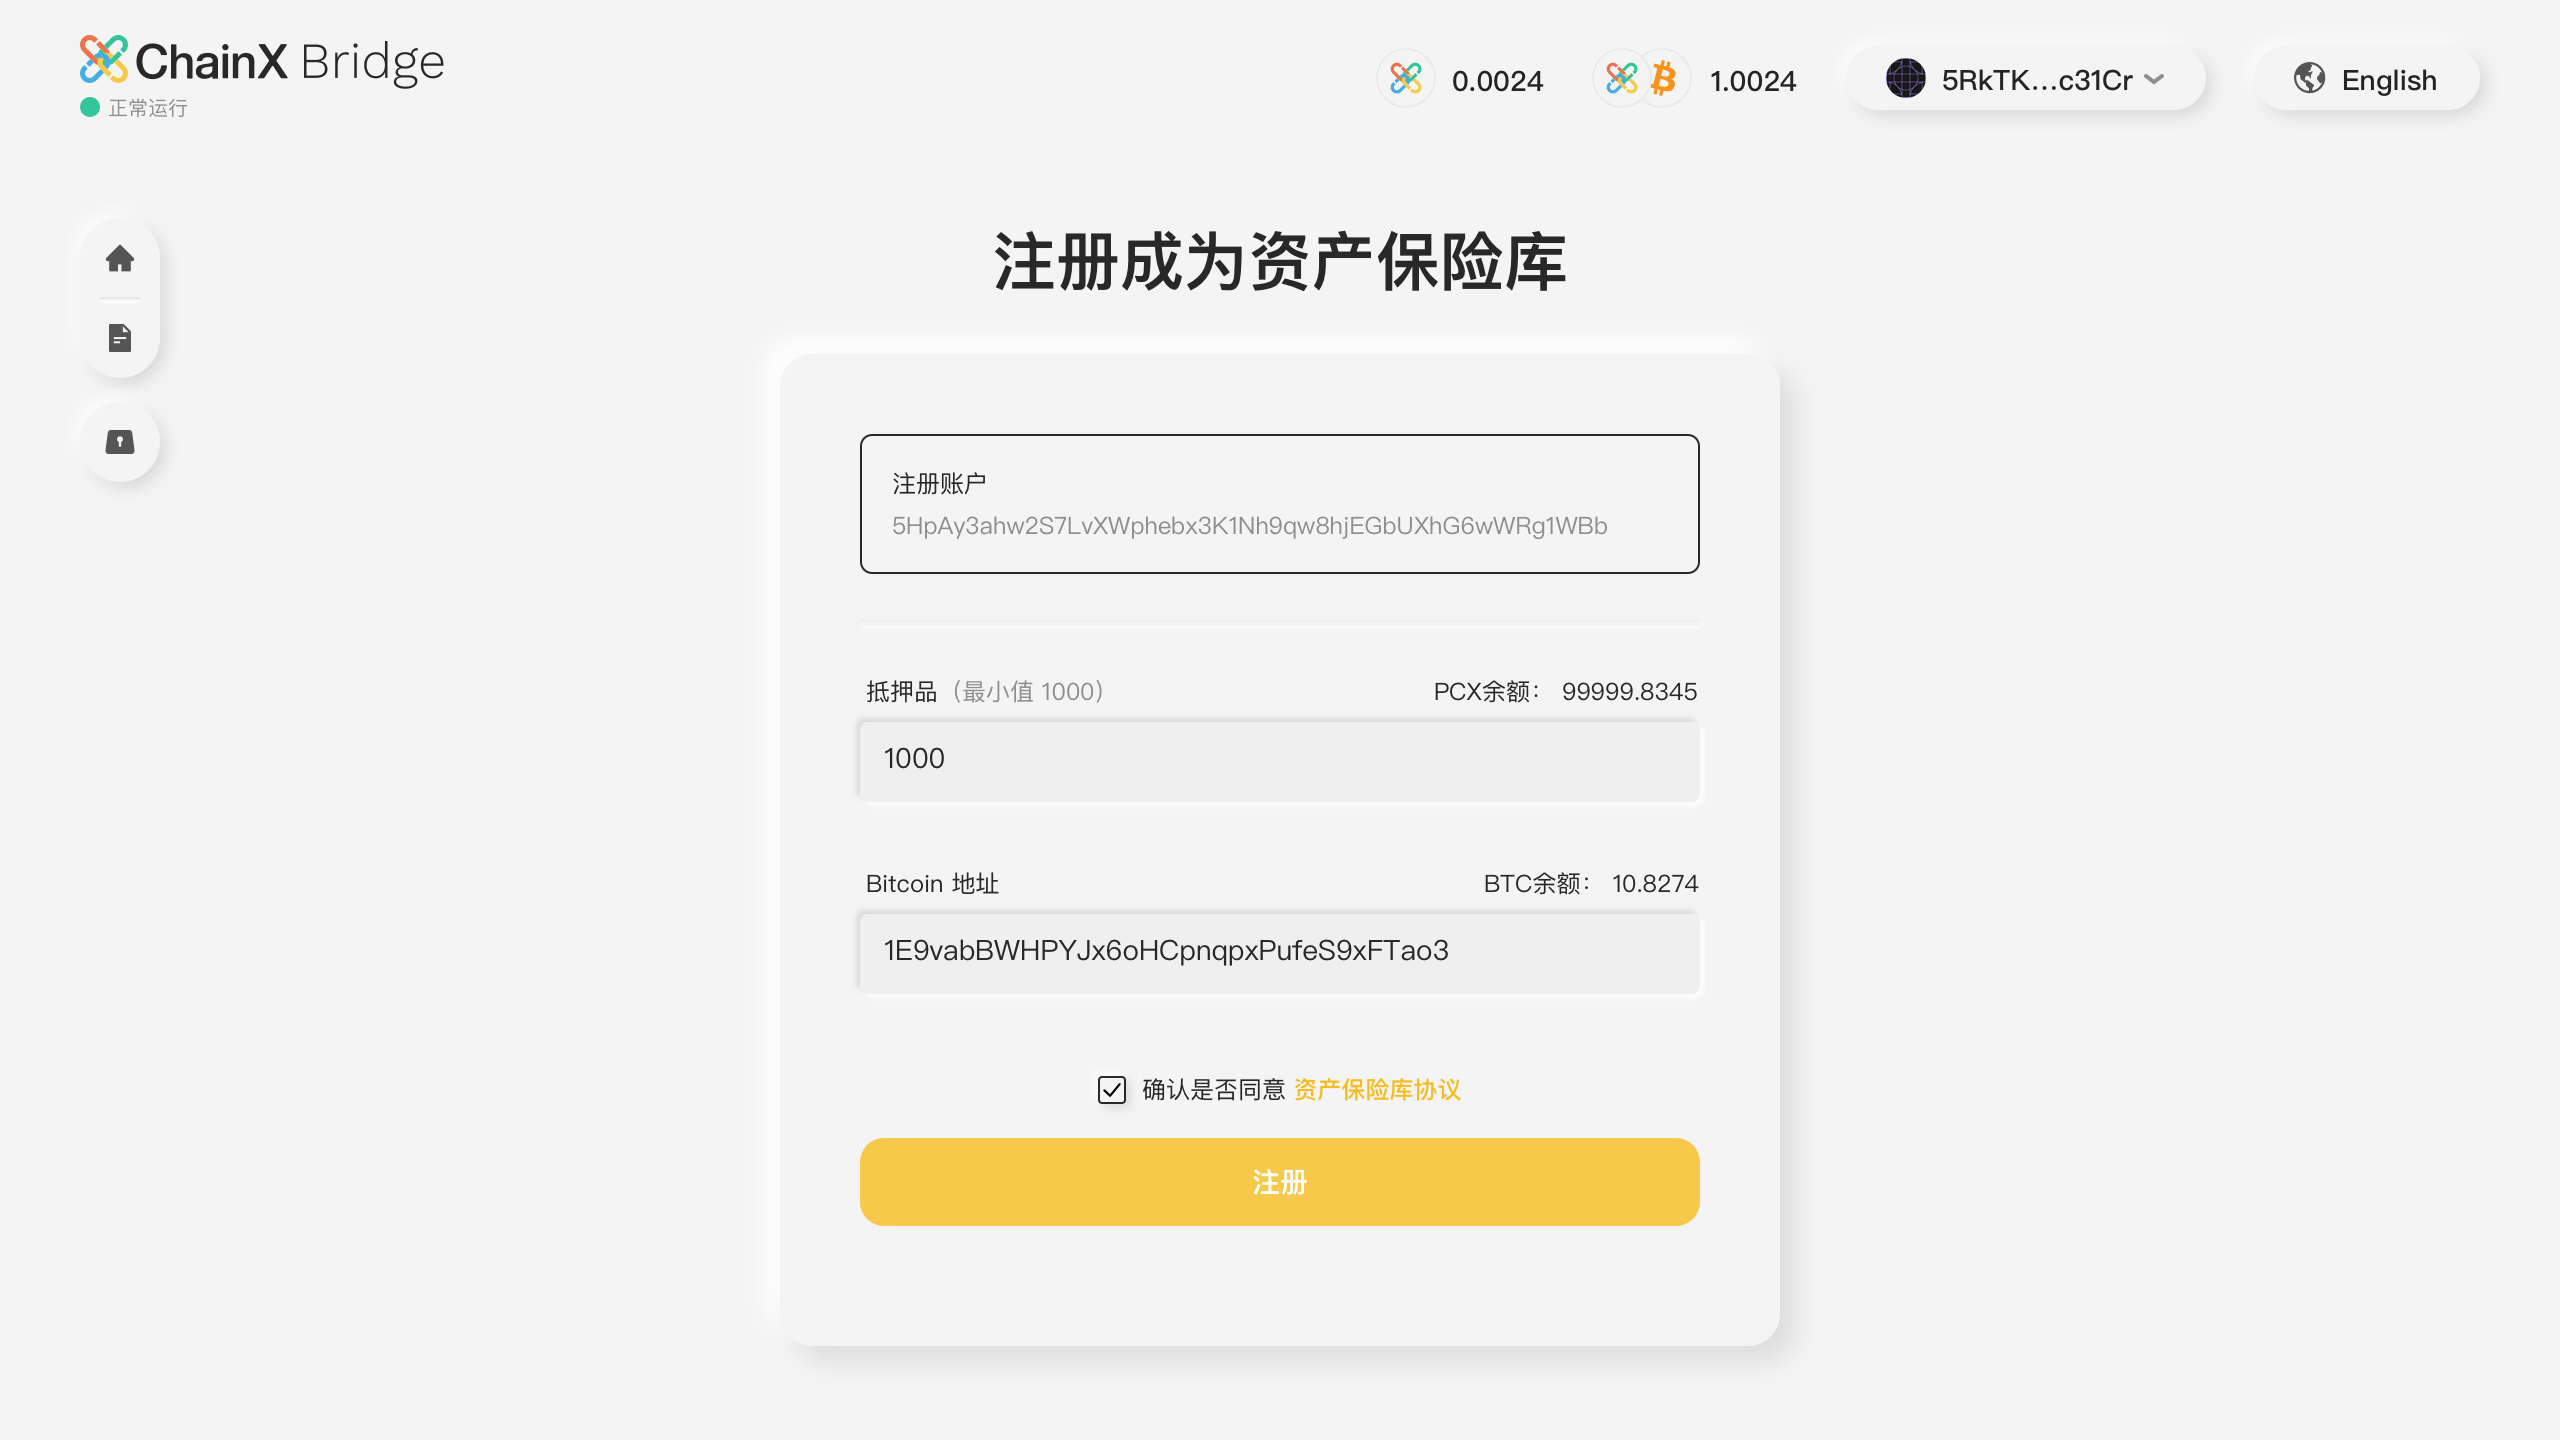 ChainX Bridge
正常运行
0.0024
1.0024
5RkTK...c31Cr
English
注册成为资产保险库
注册账户
5HpAy3ahw2S7LvXWphebx3K1Nh9qw8hjEGbUXhG6wWRg1WBb
抵押品（最小值 1000） PCX余额： 99999.8345
1000
Bitcoin 地址 BTC余额： 10.8274
1E9vabBWHPYJx6oHCpnqpxPufeS9xFTao3
确认是否同意 资产保险库协议
注册